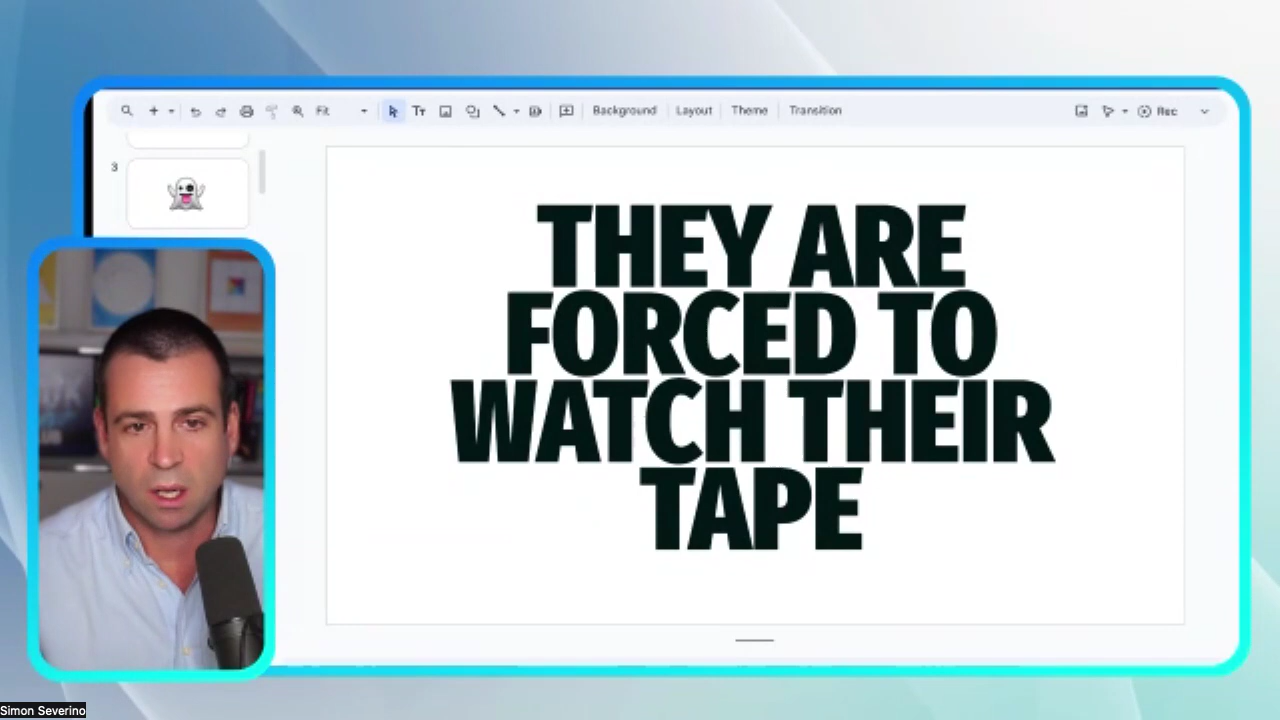 Fit
Background
Layout
Theme
Transition
Rec
3
THEY ARE
FORCED TO
WATCH THEIR
TAPE
Simon Severino